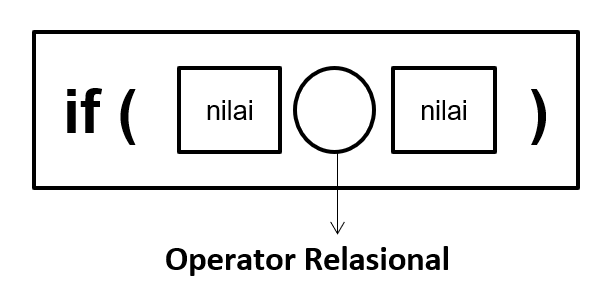 if ( nilai nilai )
Operator Relasional